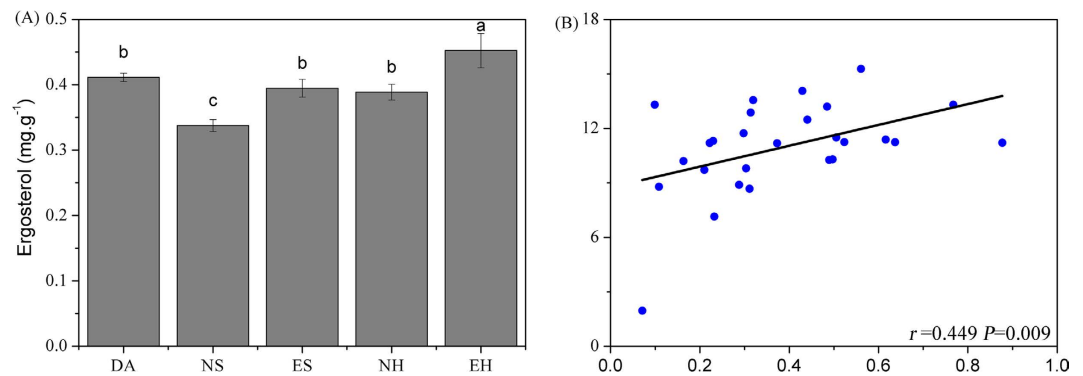 (A)
Ergosterol (mg.g-1)
0.5
0.4
0.3
0.2
0.1
0.0
b
c
b
b
a
DA NS ES NH EH
(B)
18
12
6
0
r=0.449 P=0.009
0.0 0.2 0.4 0.6 0.8 1.0